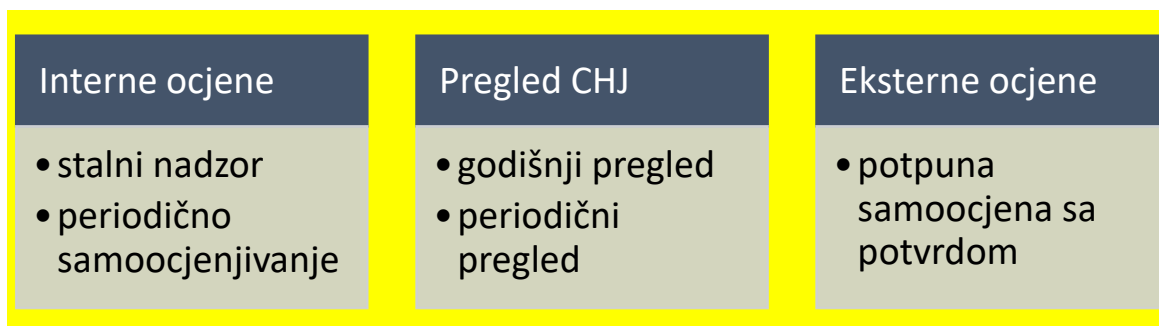 Interne ocjene
• stalni nadzor
• periodično
samoocjenjivanje
Pregled CHJ
• godišnji pregled
• periodični
pregled
Eksterne ocjene
• potpuna
samoocjena sa
potvrdom